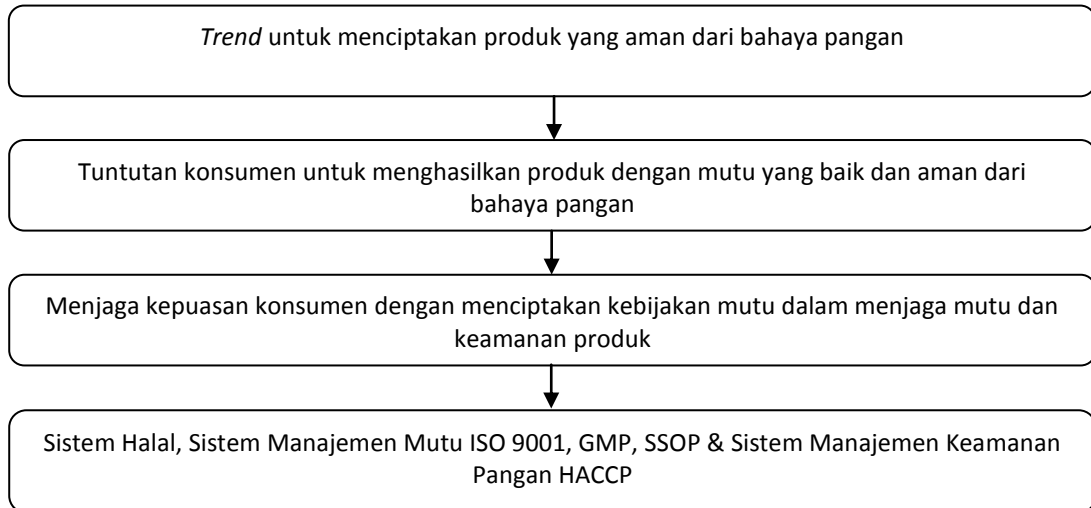 Trend untuk menciptakan produk yang aman dari bahaya pangan
Tuntutan konsumen untuk menghasilkan produk dengan mutu yang baik dan aman dari
bahaya pangan
Menjaga kepuasan konsumen dengan menciptakan kebijakan mutu dalam menjaga mutu dan
keamanan produk
Sistem Halal, Sistem Manajemen Mutu ISO 9001, GMP, SSOP & Sistem Manajemen Keamanan
Pangan HACCP